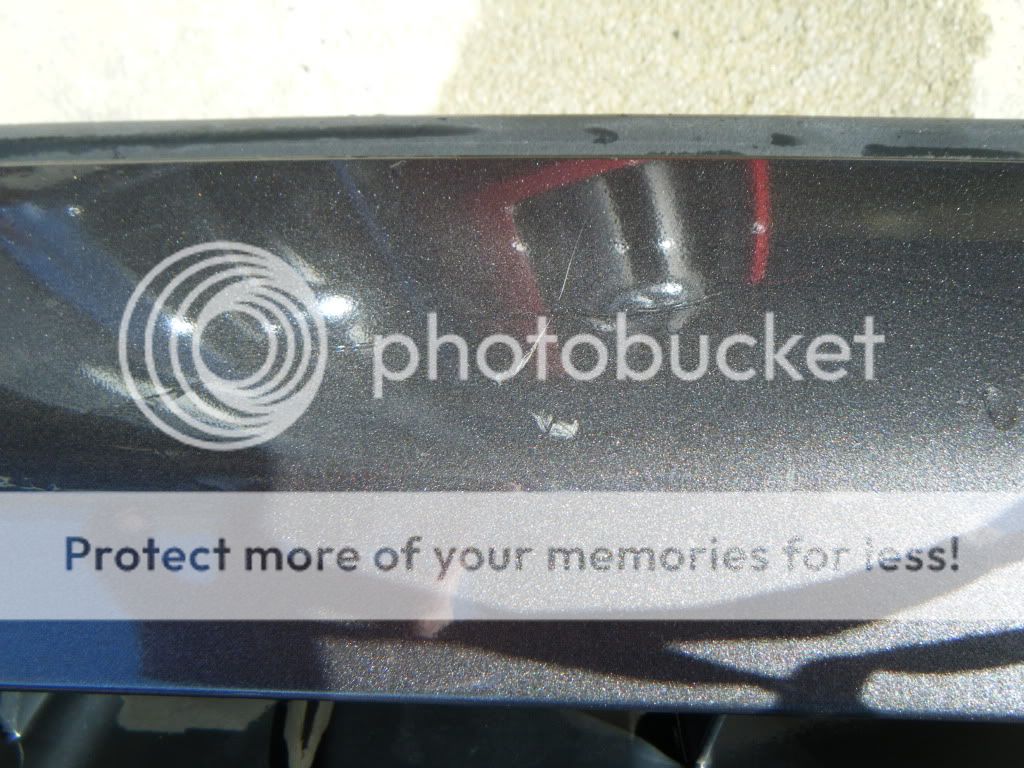 photobucket
Protect more of your memories for less!